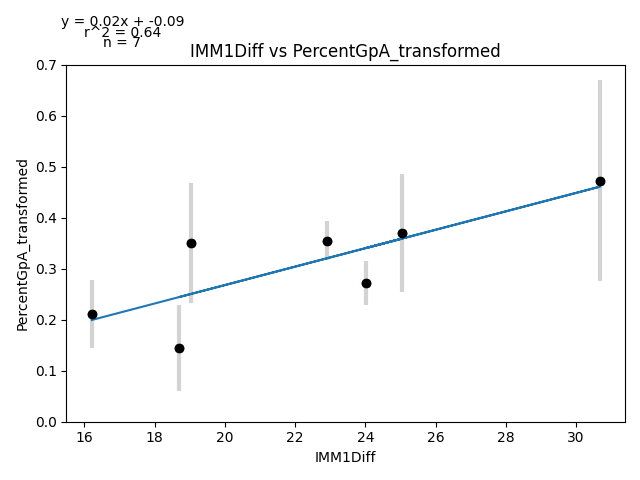 y = 0.02x + -0.09
r^2 = 0.64
n = 7
IMM1Diff vs PercentGpA_transformed
PercentGpA_transformed
0.7
0.6
0.5
0.4
0.3
0.2
0.1
0.0
16 18 20 22 24 26 28 30
IMM1Diff